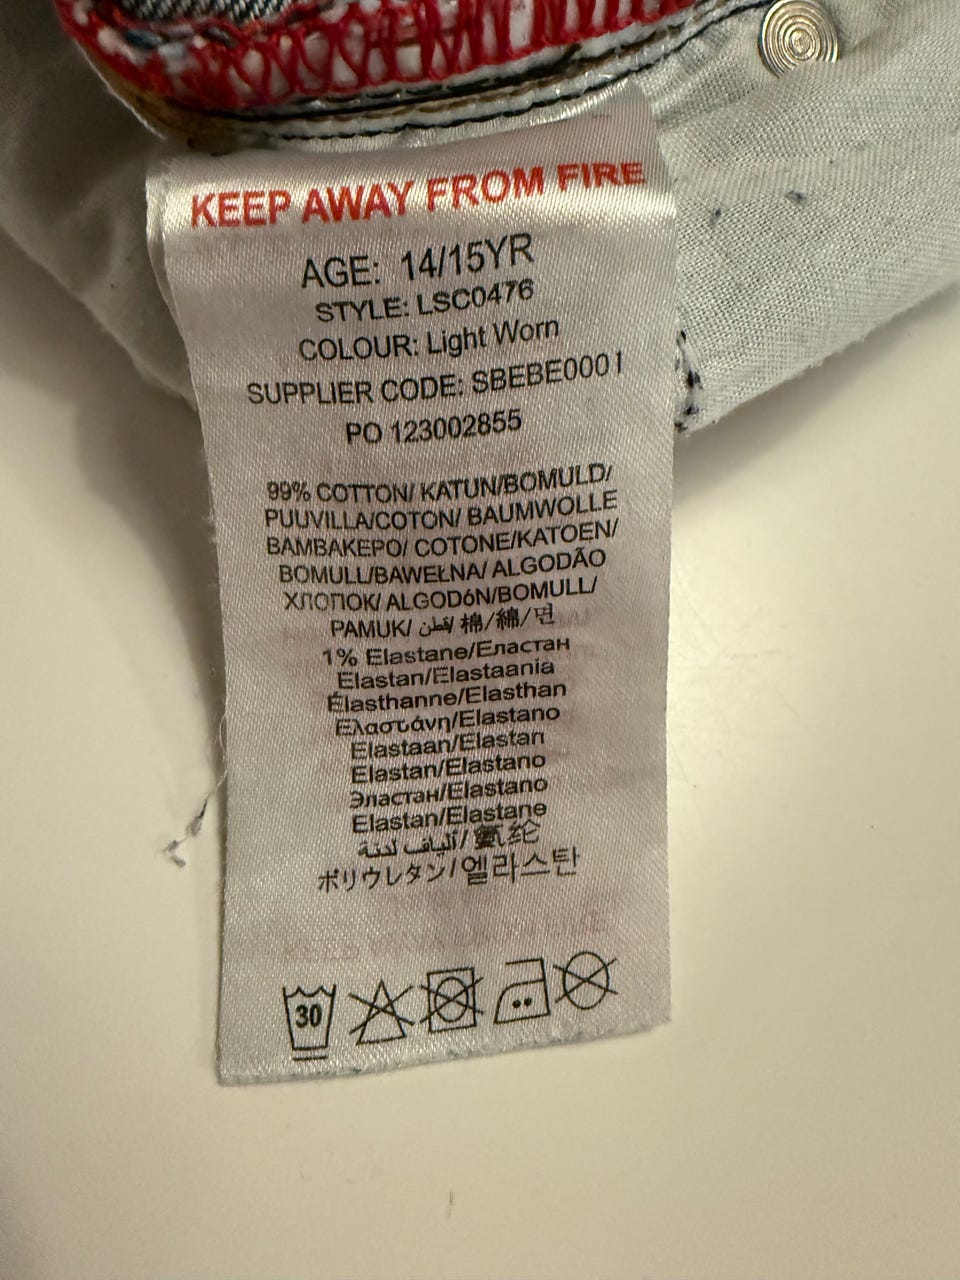 KEEP AWAY FROM FIRE
AGE: 14/15YR
STYLE: LSC0476
COLOUR: Light Worn
SUPPLIER CODE: SBEBE0001
PO 123002855
99% COTTON/ KATUN/BOMULD/
PUUVILLA/COTON/ BAUMWOLLE
ΒΑΜΒΑΚΕΡΟ/ COTONE/KATOEN/
BOMULL/BAWEŁNA/ ALGODÃO
ХЛОПОК/ ALGODóN/BOMULL/
PAMUK/ قطن/ 棉/綿/면
1% Elastane/Еластан
Elastan/Elastaania
Élasthanne/Elasthan
Ελαστάνη/Elastano
Elastaan/Elastan
Elastan/Elastano
Эластан/Elastano
Elastan/Elastane
ألياف لدنة/ 氨纶
ポリウレタン/엘라스탄
30